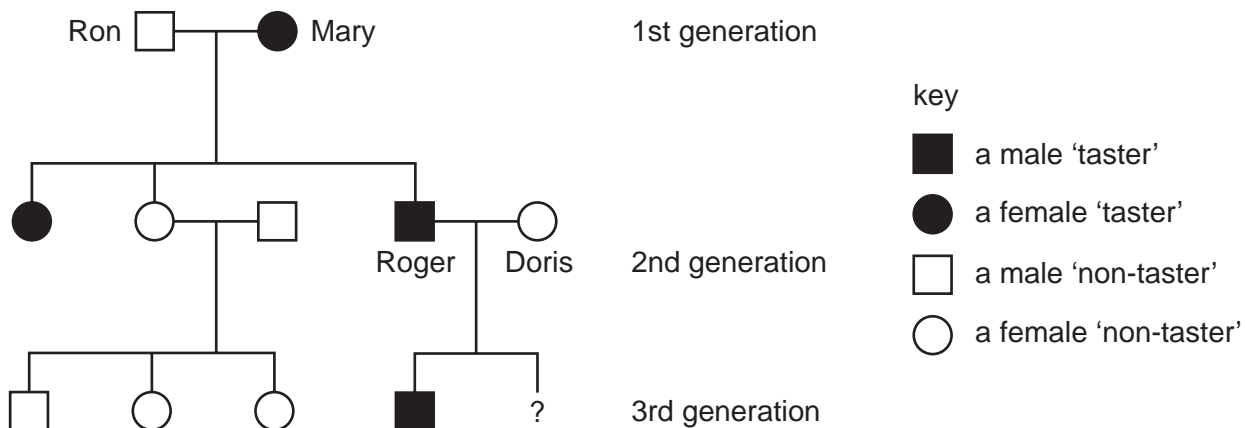 Ron Mary 1st generation
key
a male ‘taster’
a female ‘taster’
Roger Doris 2nd generation
a male ‘non-taster’
a female ‘non-taster’
? 3rd generation